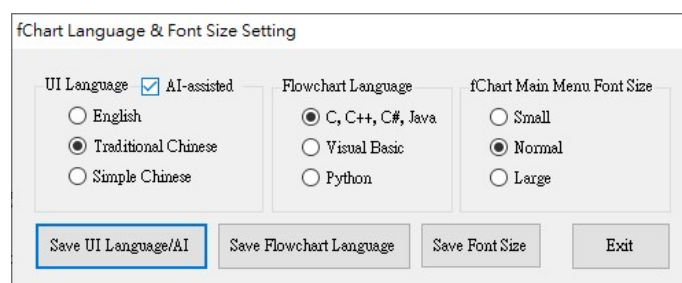 fChart Language & Font Size Setting
UI Language AI-assisted
English
Traditional Chinese
Simple Chinese
Flowchart Language
C, C++, C#, Java
Visual Basic
Python
fChart Main Menu Font Size
Small
Normal
Large
Save UI Language/AI
Save Flowchart Language
Save Font Size
Exit